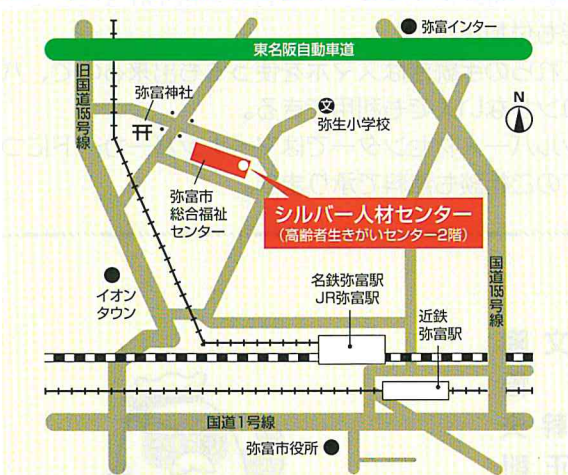 弥富インター
東名阪自動車道
旧国道155号線
弥富神社
文
弥生小学校
N
弥富市
総合福祉
センター
シルバー人材センター
(高齢者生きがいセンター2階)
イオン
タウン
名鉄弥富駅
JR弥富駅
近鉄
弥富駅
国道155号線
国道1号線
弥富市役所